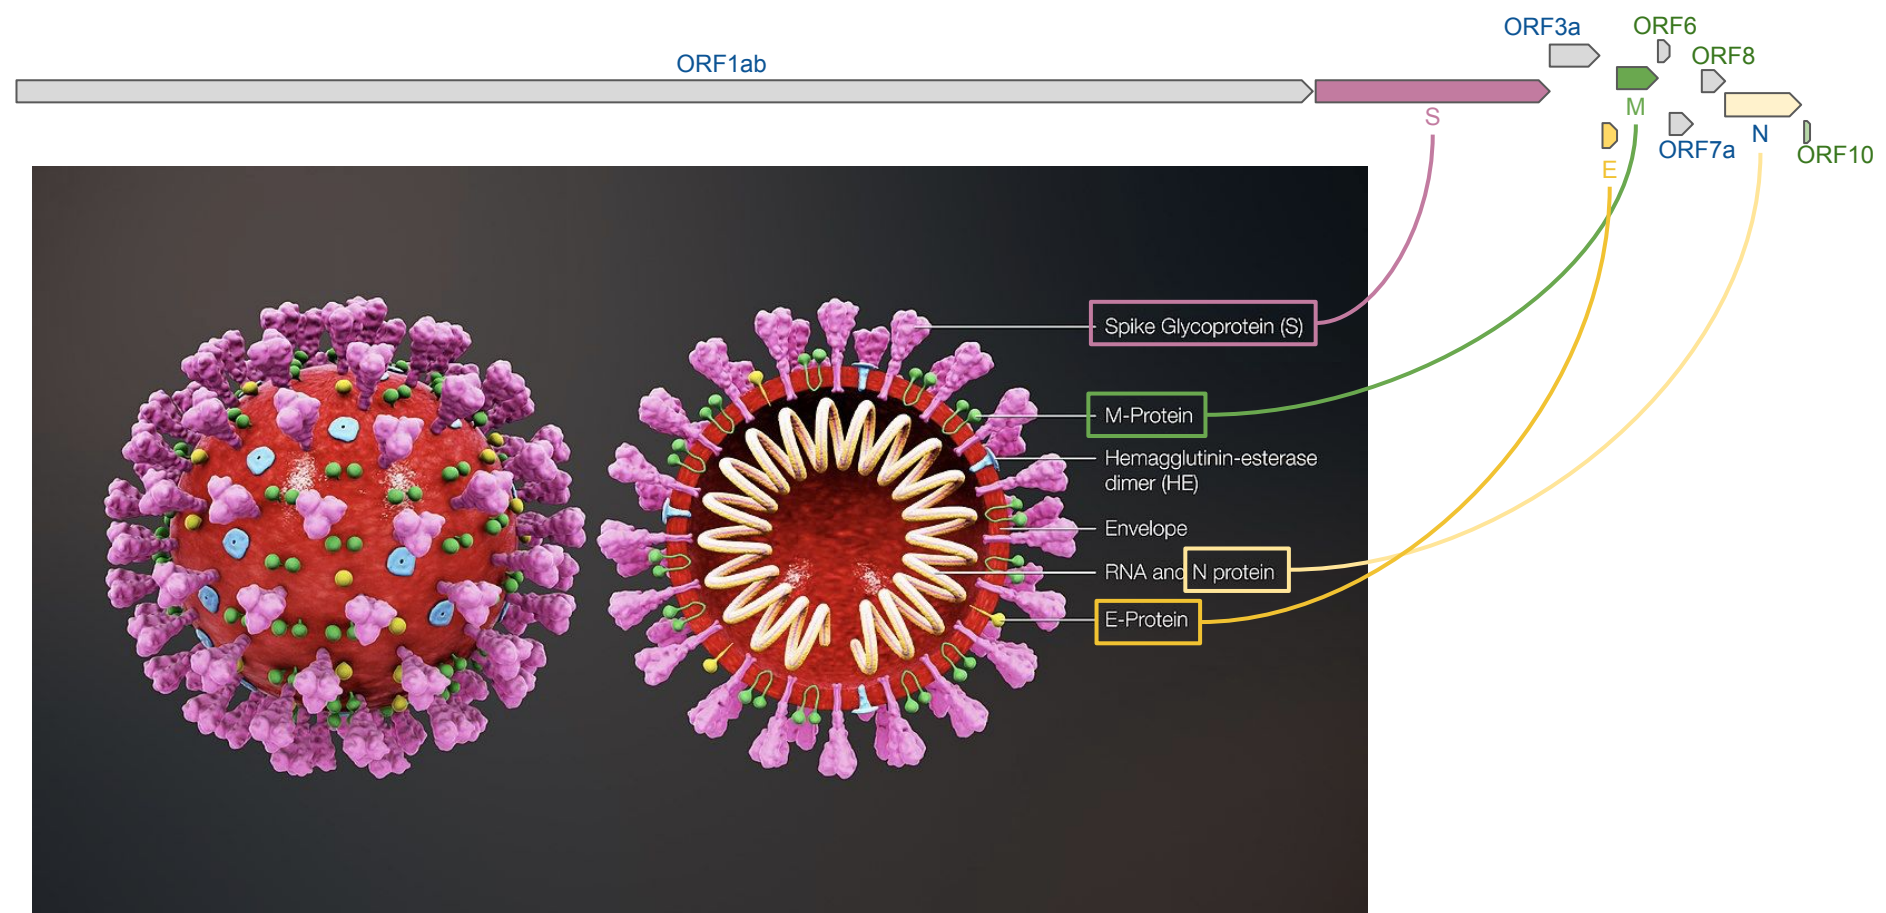 ORF1ab
S
ORF3a
E
M
ORF6
ORF7a
ORF8
N
ORF10
Spike Glycoprotein (S)
M-Protein
Hemagglutinin-esterase
dimer (HE)
Envelope
RNA and N protein
E-Protein